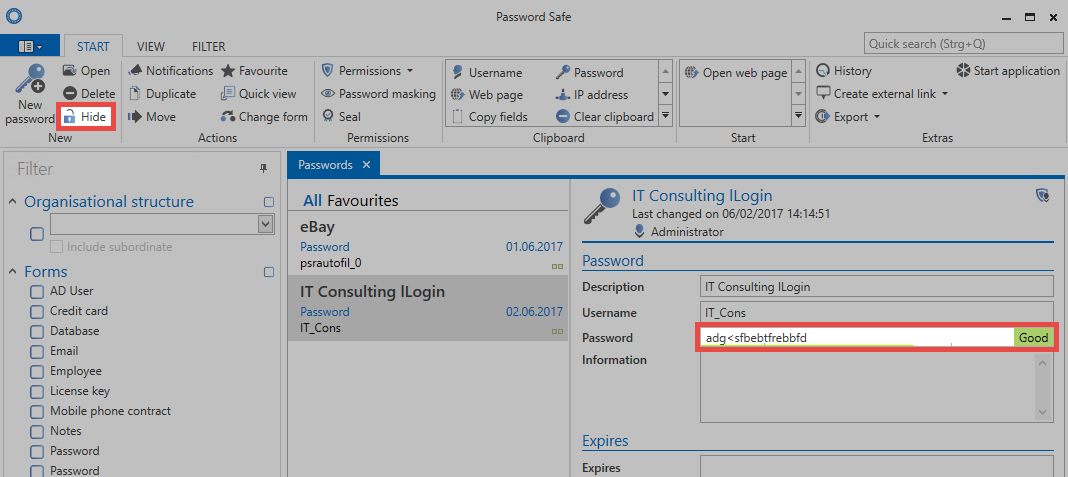 Password Safe
START VIEW FILTER Quick search (Strg+Q)
New password
Open
Delete
Hide
New
Notifications Favourite
Duplicate Quick view
Move Change form
Actions
Permissions
Password masking
Seal
Permissions
Username Password
Web page IP address
Copy fields Clear clipboard
Clipboard
Open web page
Start
History Start application
Create external link
Export
Extras
Filter
Organisational structure
Include subordinate
Forms
AD User
Credit card
Database
Email
Employee
License key
Mobile phone contract
Notes
Password
Password
Passwords
All Favourites
eBay
Password 01.06.2017
psrautofil_0
IT Consulting lLogin
Password 02.06.2017
IT_Cons
IT Consulting lLogin
Last changed on 06/02/2017 14:14:51
Administrator
Password
Description IT Consulting lLogin
Username IT_Cons
Password adg<sfbebtfrebbfd Good
Information
Expires
Expires